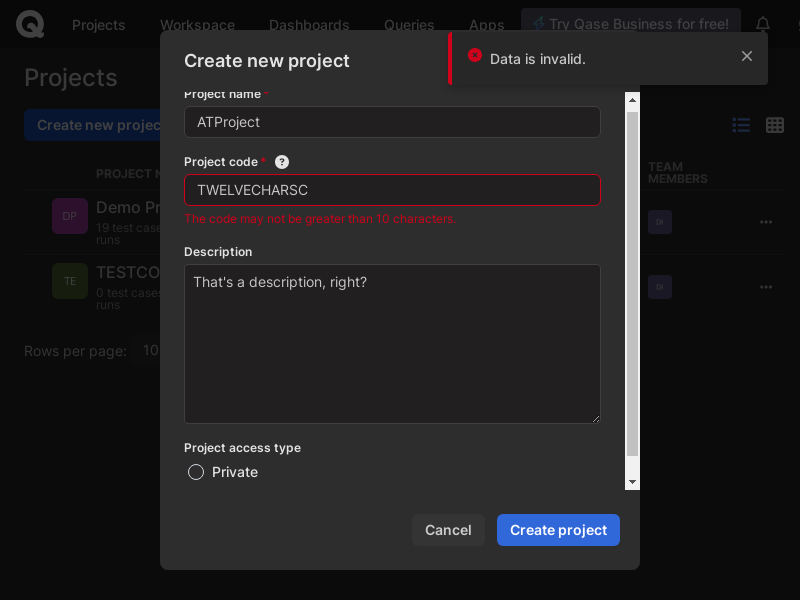 Projects Workspace Dashboards Queries Apps ⚡Try Qase Business for free!
Data is invalid.
Create new project
Projects
Project name *
ATProject
Create new projec
Project code * ?
TWELVECHARSC
The code may not be greater than 10 characters.
PROJECT N
TEAM
MEMBERS
DP
Demo Pr
19 test case
runs
DI
Description
That's a description, right?
TE
TESTCO
0 test cases
runs
DI
Rows per page: 10
Project access type
Private
Cancel
Create project